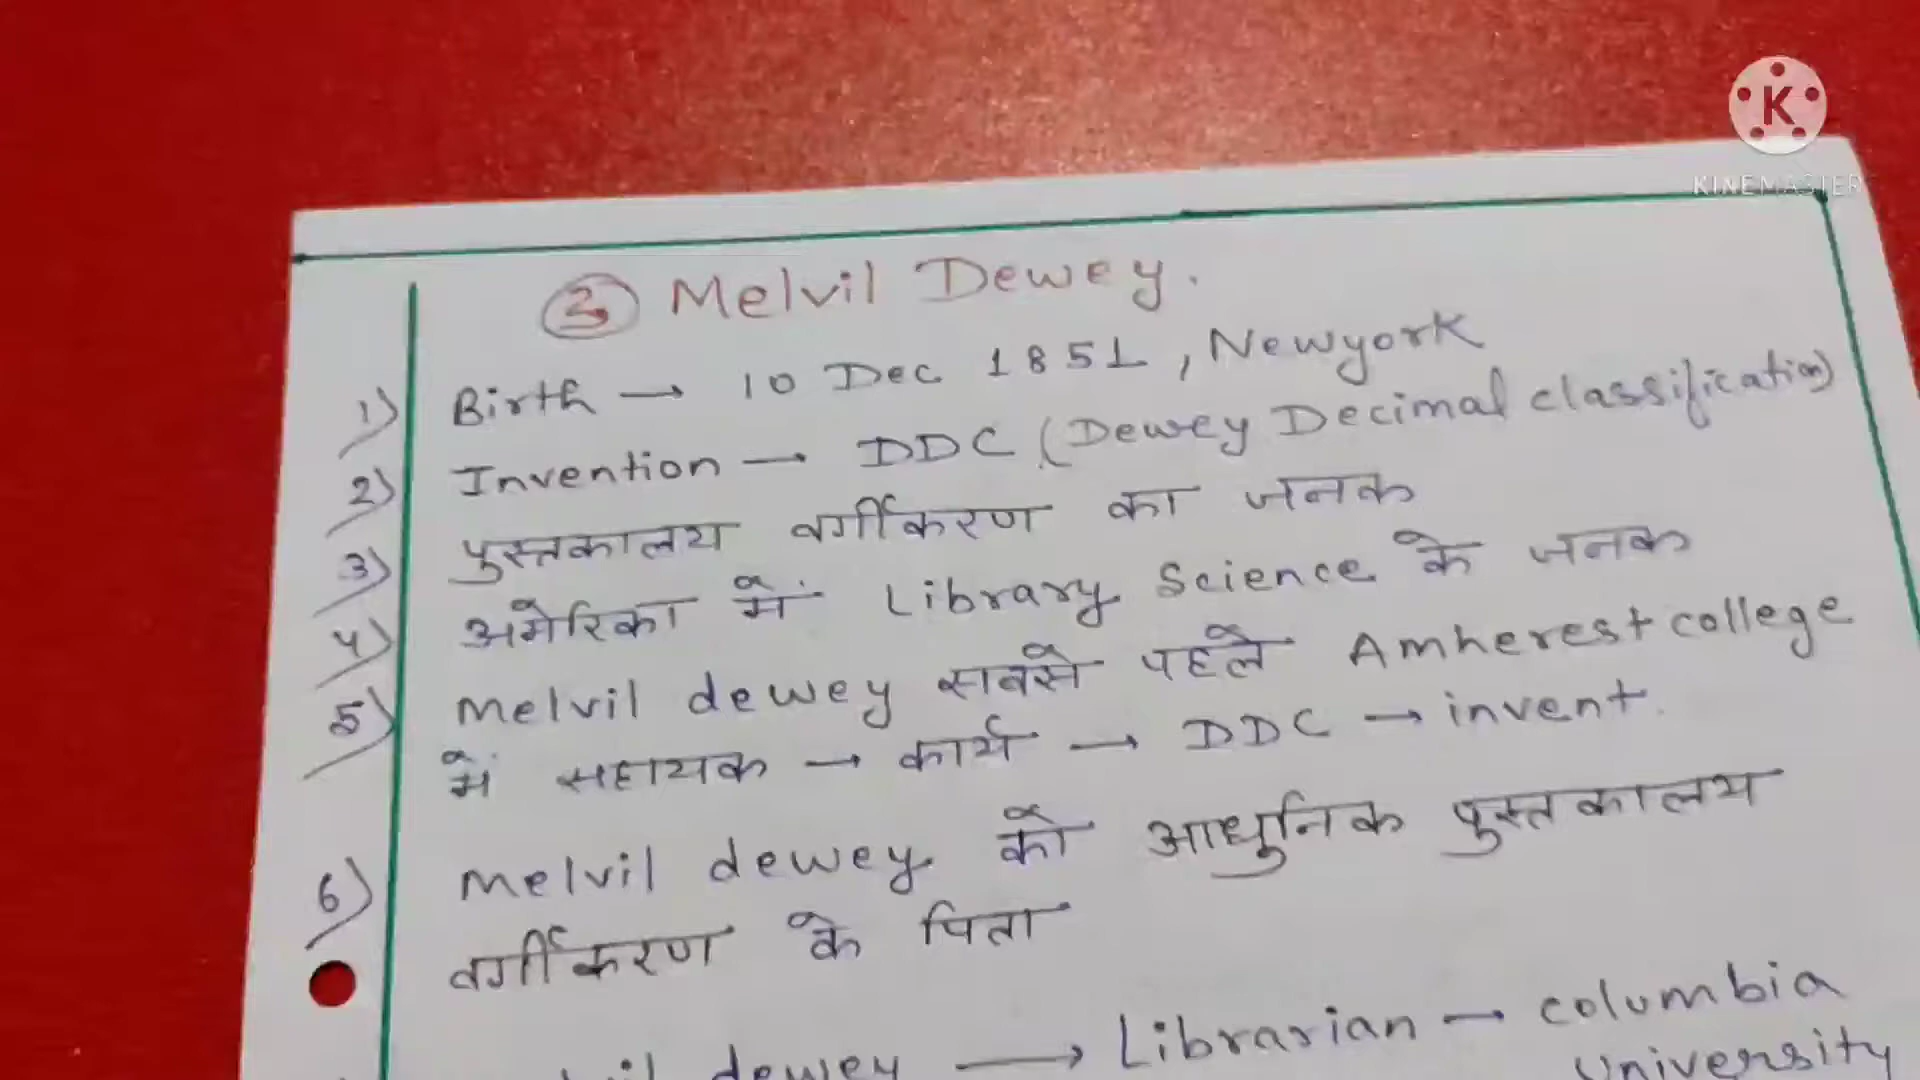 K
KINEMASTER
3 Melvil Dewey.
1) Birth → 10 Dec 1851, Newyork
2) Invention → DDC (Dewey Decimal classification)
3) पुस्तकालय वर्गीकरण का जनक
4) अमेरिका में Library Science के जनक
5) Melvil dewey सबसे पहले Amherest college
में सहायक → कार्य → DDC → invent.
6) Melvil dewey को आधुनिक पुस्तकालय
वर्गीकरण के पिता
dewey → Librarian → columbia
University